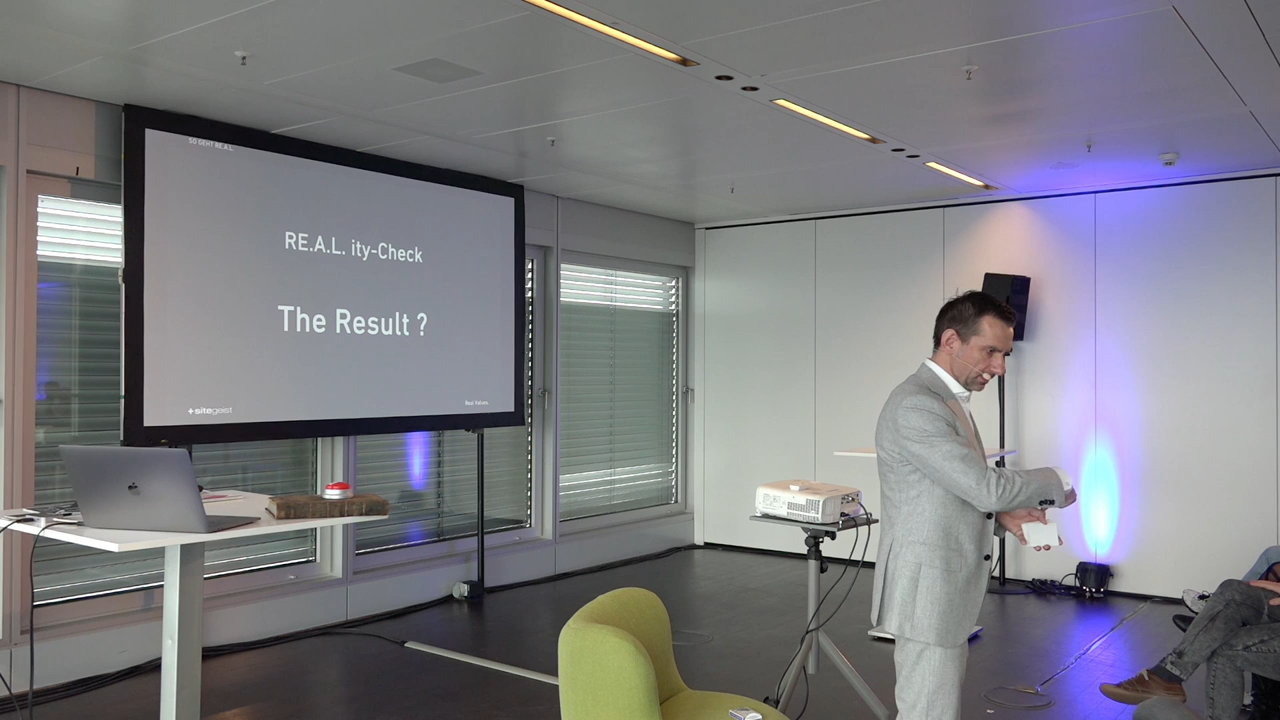 SO GEHT RE.A.L.
RE.A.L. ity-Check
The Result ?
+sitegeist
Real Values.